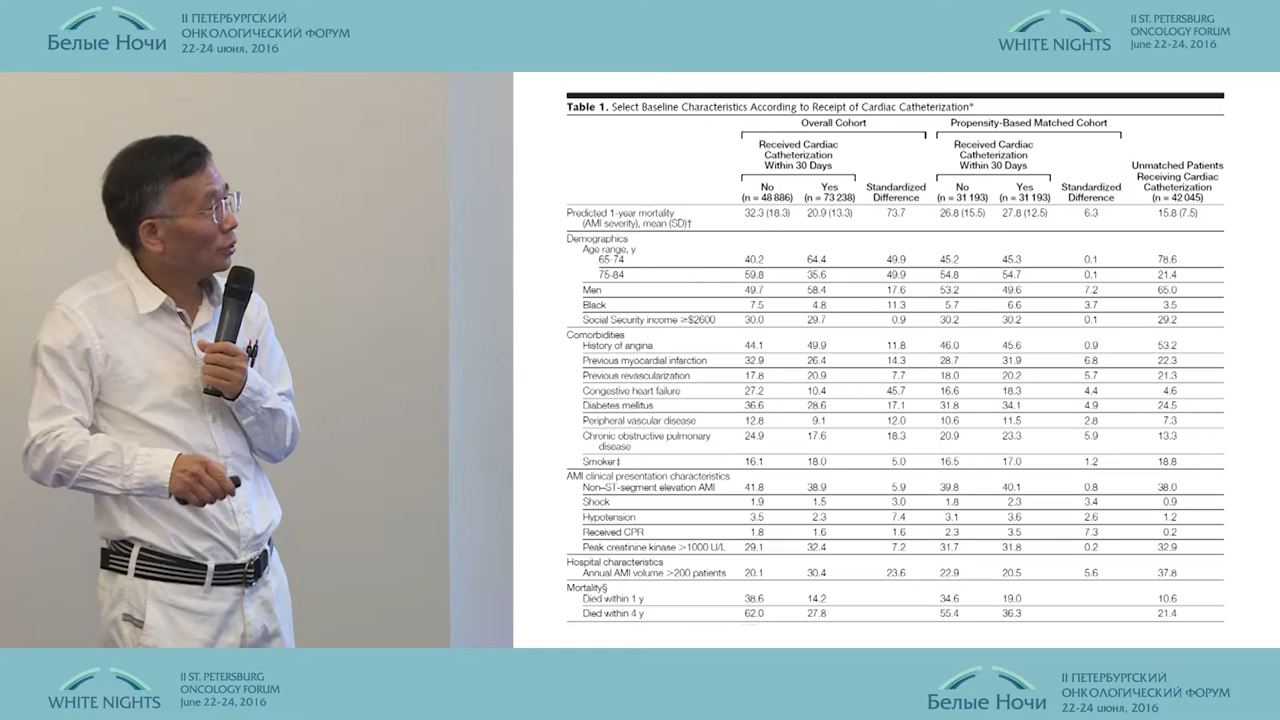 Белые Ночи
II ПЕТЕРБУРГСКИЙ
ОНКОЛОГИЧЕСКИЙ ФОРУМ
22-24 июня, 2016
WHITE NIGHTS
II ST. PETERSBURG
ONCOLOGY FORUM
June 22-24, 2016
Table 1. Select Baseline Characteristics According to Receipt of Cardiac Catheterization*
Overall Cohort Propensity-Based Matched Cohort
Received Cardiac Catheterization Within 30 Days Received Cardiac Catheterization Within 30 Days Unmatched Patients Receiving Cardiac Catheterization (n = 42 045)
No (n = 48 886) Yes (n = 73 238) Standardized Difference No (n = 31 193) Yes (n = 31 193) Standardized Difference
Predicted 1-year mortality
(AMI severity), mean (SD)† 32.3 (18.3) 20.9 (13.3) 73.7 26.8 (15.5) 27.8 (12.5) 6.3 15.8 (7.5)
Demographics
Age range, y
65-74 40.2 64.4 49.9 45.2 45.3 0.1 78.6
75-84 59.8 35.6 49.9 54.8 54.7 0.1 21.4
Men 49.7 58.4 17.6 53.2 49.6 7.2 65.0
Black 7.5 4.8 11.3 5.7 6.6 3.7 3.5
Social Security income ≥$2600 30.0 29.7 0.9 30.2 30.2 0.1 29.2
Comorbidities
History of angina 44.1 49.9 11.8 46.0 45.6 0.9 53.2
Previous myocardial infarction 32.9 26.4 14.3 28.7 31.9 6.8 22.3
Previous revascularization 17.8 20.9 7.7 18.0 20.2 5.7 21.3
Congestive heart failure 27.2 10.4 45.7 16.6 18.3 4.4 4.6
Diabetes mellitus 36.6 28.6 17.1 31.8 34.1 4.9 24.5
Peripheral vascular disease 12.8 9.1 12.0 10.6 11.5 2.8 7.3
Chronic obstructive pulmonary
disease 24.9 17.6 18.3 20.9 23.3 5.9 13.3
Smoker‡ 16.1 18.0 5.0 16.5 17.0 1.2 18.8
AMI clinical presentation characteristics
Non–ST-segment elevation AMI 41.8 38.9 5.9 39.8 40.1 0.8 38.0
Shock 1.9 1.5 3.0 1.8 2.3 3.4 0.9
Hypotension 3.5 2.3 7.4 3.1 3.6 2.6 1.2
Received CPR 1.8 1.6 1.6 2.3 3.5 7.3 0.2
Peak creatinine kinase >1000 U/L 29.1 32.4 7.2 31.7 31.8 0.2 32.9
Hospital characteristics
Annual AMI volume >200 patients 20.1 30.4 23.6 22.9 20.5 5.6 37.8
Mortality§
Died within 1 y 38.6 14.2 34.6 19.0 10.6
Died within 4 y 62.0 27.8 55.4 36.3 21.4
WHITE NIGHTS
II ST. PETERSBURG
ONCOLOGY FORUM
June 22-24, 2016
Белые Ночи
II ПЕТЕРБУРГСКИЙ
ОНКОЛОГИЧЕСКИЙ ФОРУМ
22-24 июня, 2016